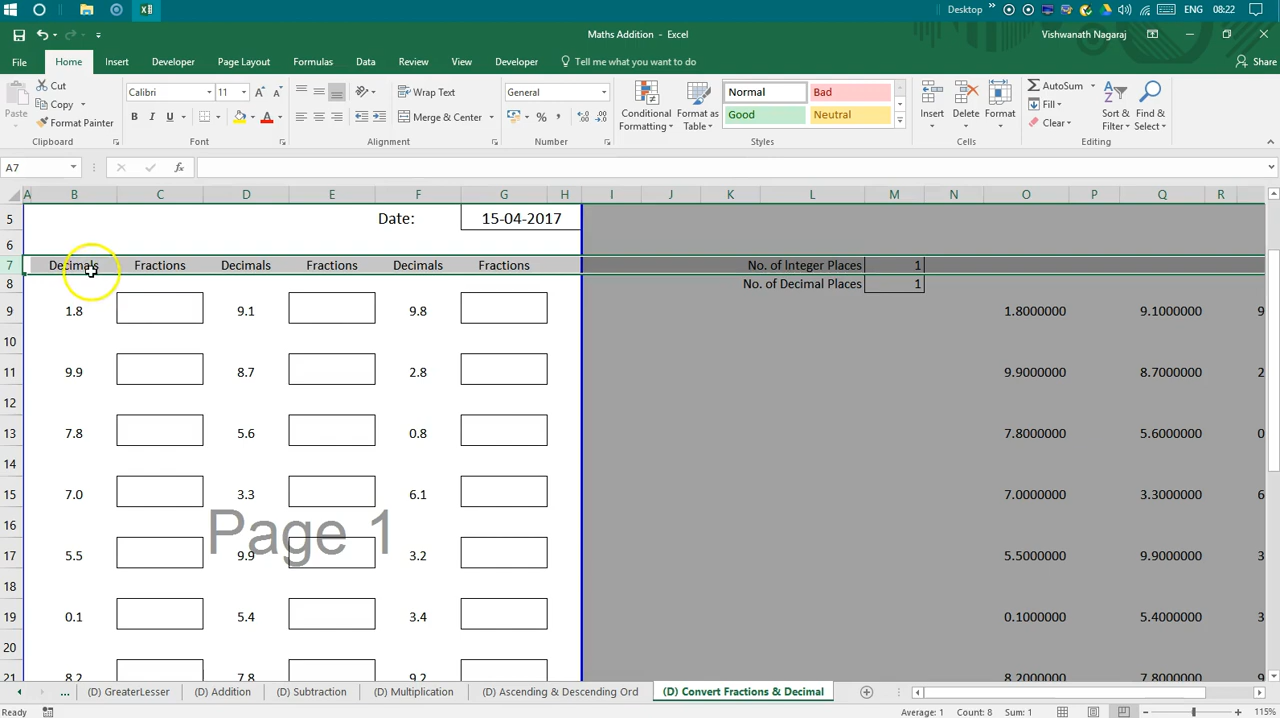 Desktop » ENG 08:22
Maths Addition - Excel Vishwanath Nagaraj
File Home Insert Developer Page Layout Formulas Data Review View Developer Tell me what you want to do Share
Paste Cut Copy Format Painter Calibri 11 B I U A A A Wrap Text Merge & Center General % , Conditional Formatting Format as Table Normal Bad Good Neutral Insert Delete Format AutoSum Fill Clear Sort & Filter Find & Select
Clipboard Font Alignment Number Styles Cells Editing
A7 fx
A B C D E F G H I J K L M N O P Q R
5 Date: 15-04-2017
6
7 Decimals Fractions Decimals Fractions Decimals Fractions No. of Integer Places 1
8 No. of Decimal Places 1
9 1.8 9.1 9.8 1.8000000 9.1000000 9
10
11 9.9 8.7 2.8 9.9000000 8.7000000 2
12
13 7.8 5.6 0.8 7.8000000 5.6000000 0
14
15 7.0 3.3 6.1 7.0000000 3.3000000 6
16 Page 1
17 5.5 9.9 3.2 5.5000000 9.9000000 3
18
19 0.1 5.4 3.4 0.1000000 5.4000000 3
20
21 8.2 7.8 9.2 8.2000000 7.8000000 9
... (D) GreaterLesser (D) Addition (D) Subtraction (D) Multiplication (D) Ascending & Descending Ord (D) Convert Fractions & Decimal
Ready Average: 1 Count: 8 Sum: 1 115%